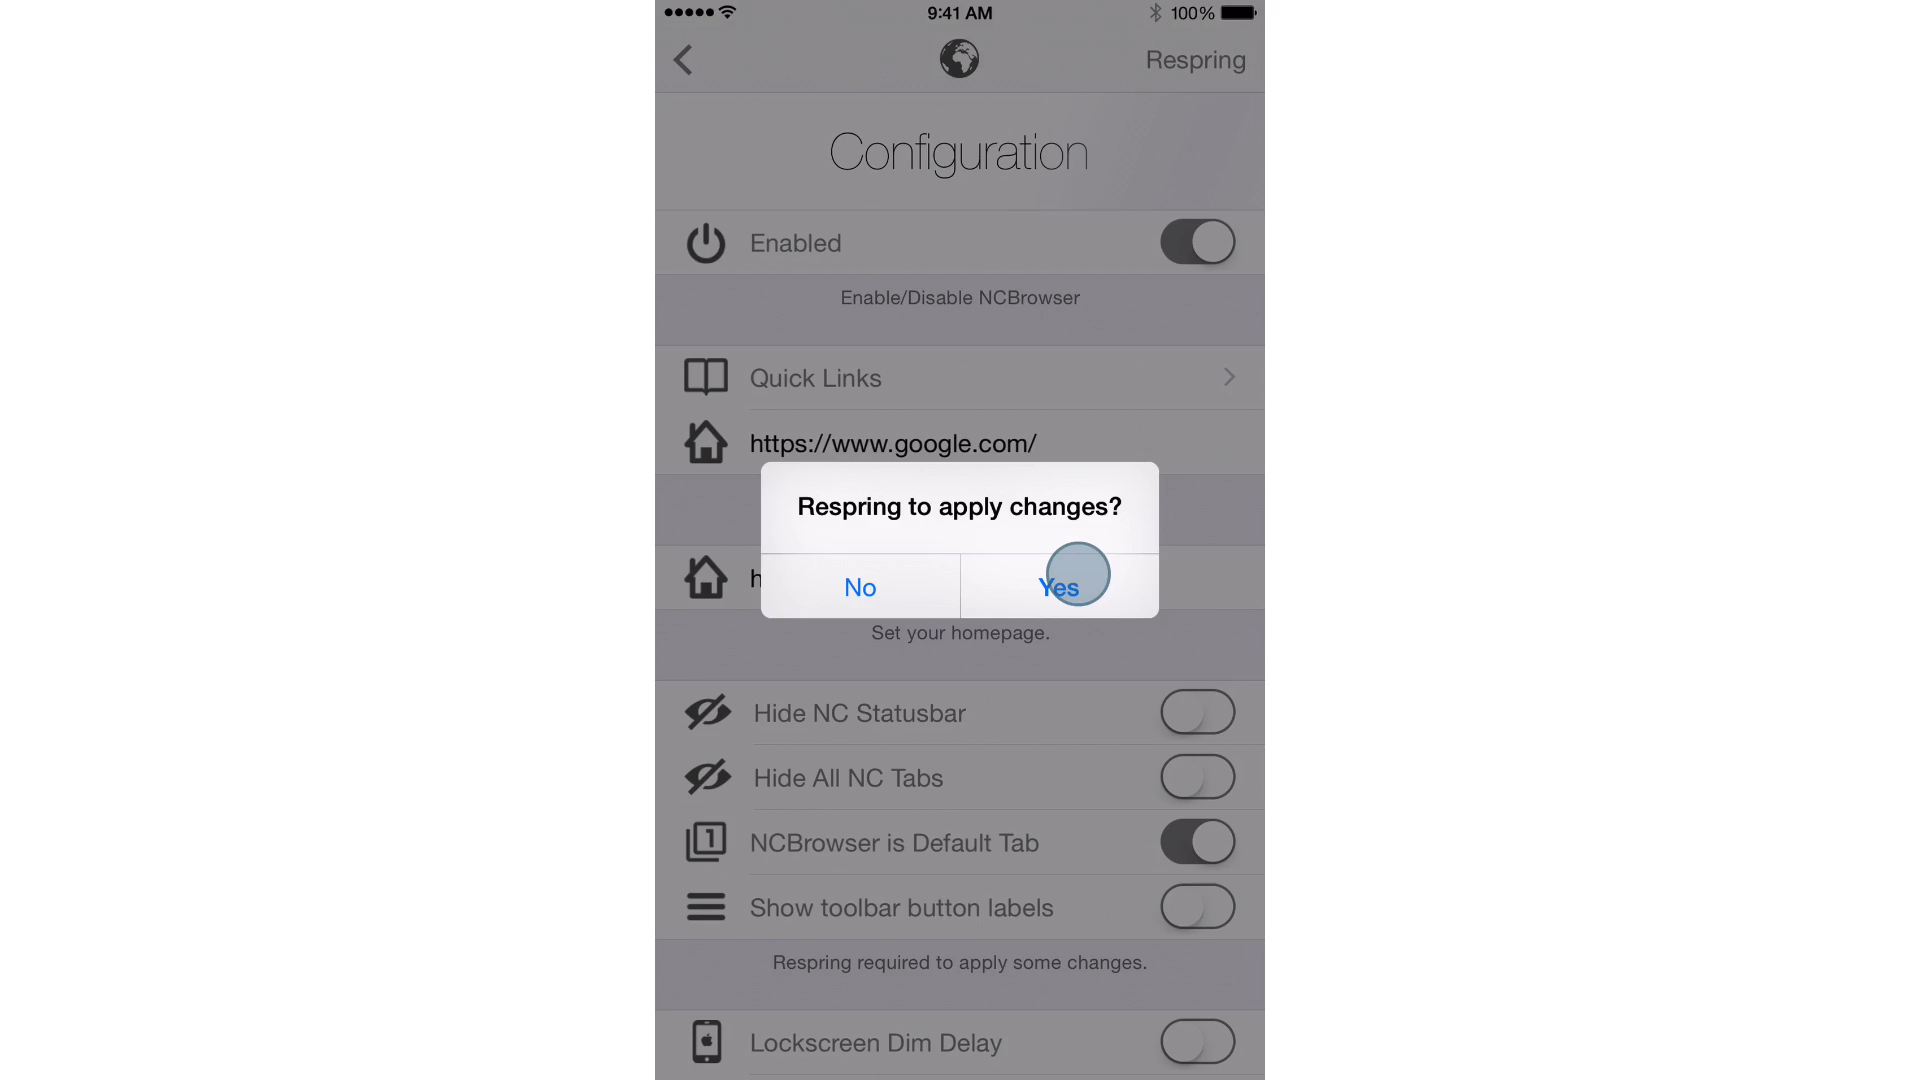 9:41 AM
100%
Respring
Configuration
Enabled
Enable/Disable NCBrowser
Quick Links
https://www.google.com/
Respring to apply changes?
No
Yes
Set your homepage.
Hide NC Statusbar
Hide All NC Tabs
1
NCBrowser is Default Tab
Show toolbar button labels
Respring required to apply some changes.
Lockscreen Dim Delay